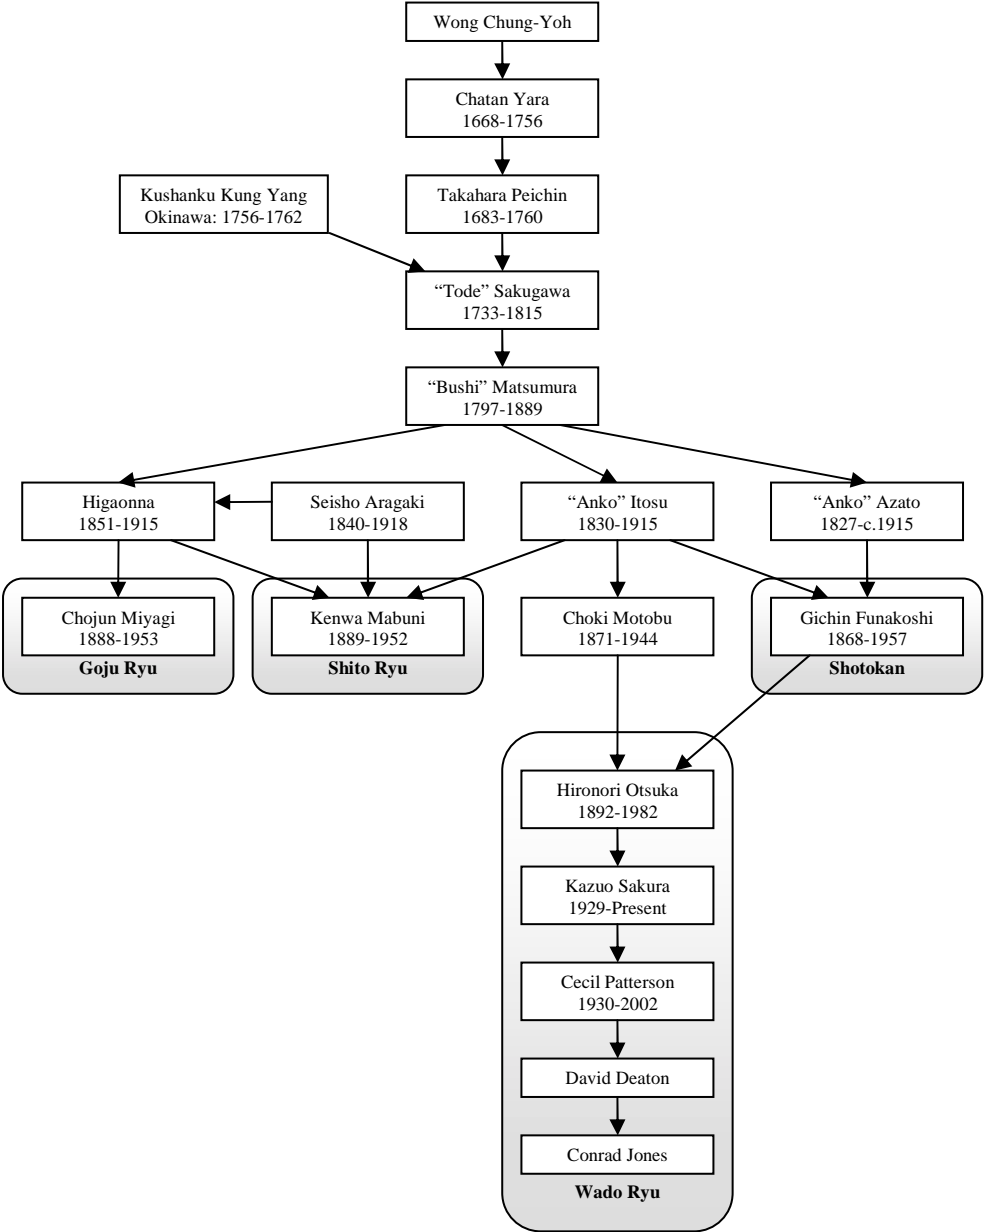 Wong Chung-Yoh
Chatan Yara
1668-1756
Kushanku Kung Yang
Okinawa: 1756-1762
Takahara Peichin
1683-1760
“Tode” Sakugawa
1733-1815
“Bushi” Matsumura
1797-1889
Higaonna
1851-1915
Seisho Aragaki
1840-1918
“Anko” Itosu
1830-1915
“Anko” Azato
1827-c.1915
Chojun Miyagi
1888-1953
Goju Ryu
Kenwa Mabuni
1889-1952
Shito Ryu
Choki Motobu
1871-1944
Gichin Funakoshi
1868-1957
Shotokan
Hironori Otsuka
1892-1982
Kazuo Sakura
1929-Present
Cecil Patterson
1930-2002
David Deaton
Conrad Jones
Wado Ryu